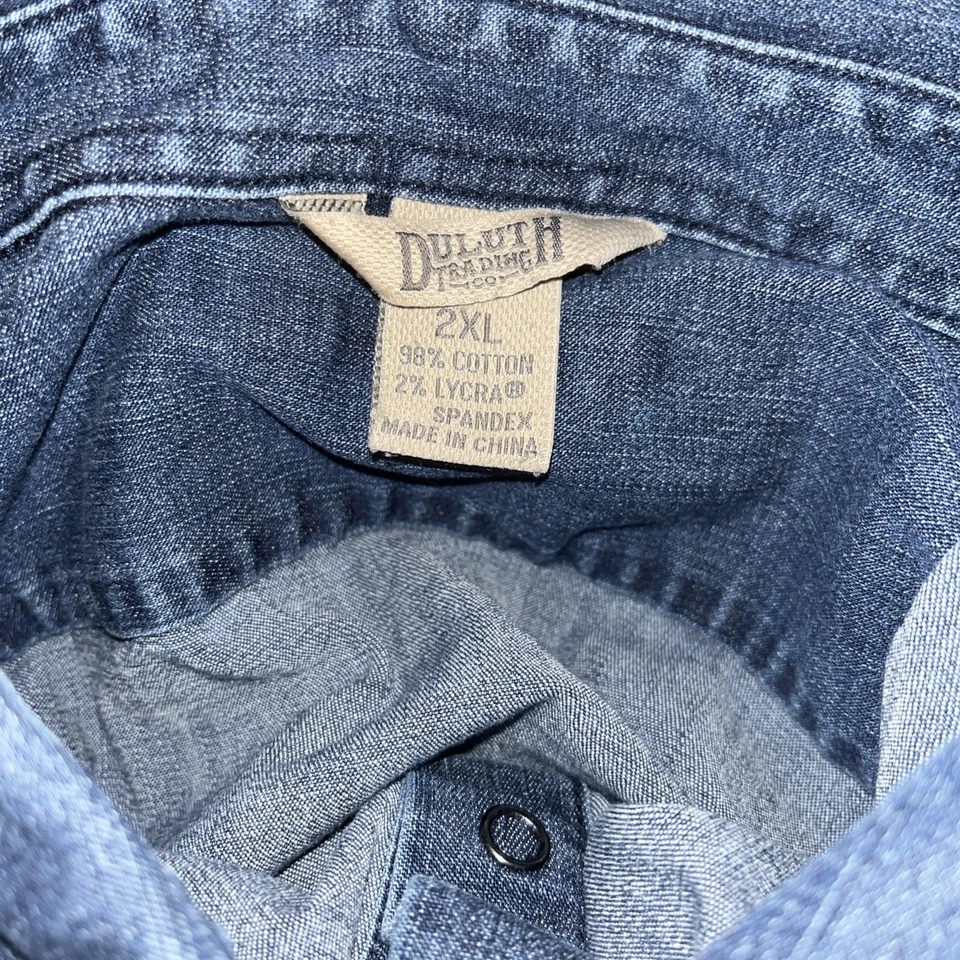 DULUTH
TRADING
CO
2XL
98% COTTON
2% LYCRA®
SPANDEX
MADE IN CHINA